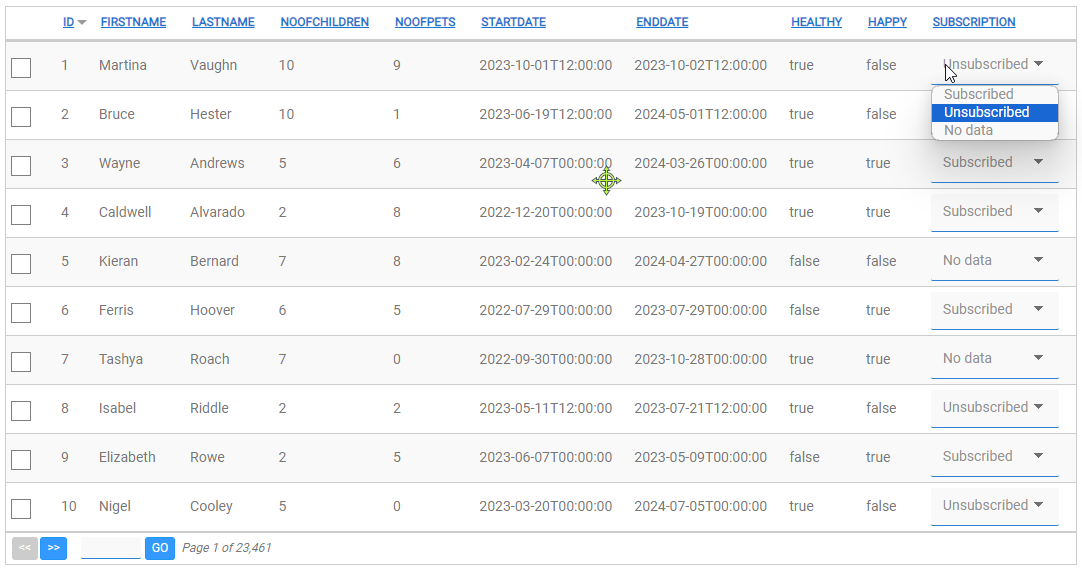 ID FIRSTNAME LASTNAME NOOFCHILDREN NOOFPETS STARTDATE ENDDATE HEALTHY HAPPY SUBSCRIPTION
1 Martina Vaughn 10 9 2023-10-01T12:00:00 2023-10-02T12:00:00 true false Unsubscribed
Subscribed
Unsubscribed
No data
2 Bruce Hester 10 1 2023-06-19T12:00:00 2024-05-01T12:00:00 true false
3 Wayne Andrews 5 6 2023-04-07T00:00:00 2024-03-26T00:00:00 true true Subscribed
4 Caldwell Alvarado 2 8 2022-12-20T00:00:00 2023-10-19T00:00:00 true true Subscribed
5 Kieran Bernard 7 8 2023-02-24T00:00:00 2024-04-27T00:00:00 false false No data
6 Ferris Hoover 6 5 2022-07-29T00:00:00 2023-07-29T00:00:00 false true Subscribed
7 Tashya Roach 7 0 2022-09-30T00:00:00 2023-10-28T00:00:00 true true No data
8 Isabel Riddle 2 2 2023-05-11T12:00:00 2023-07-21T12:00:00 true false Unsubscribed
9 Elizabeth Rowe 2 5 2023-06-07T00:00:00 2023-05-09T00:00:00 false true Subscribed
10 Nigel Cooley 5 0 2023-03-20T00:00:00 2024-07-05T00:00:00 true false Unsubscribed
<< >> GO Page 1 of 23,461